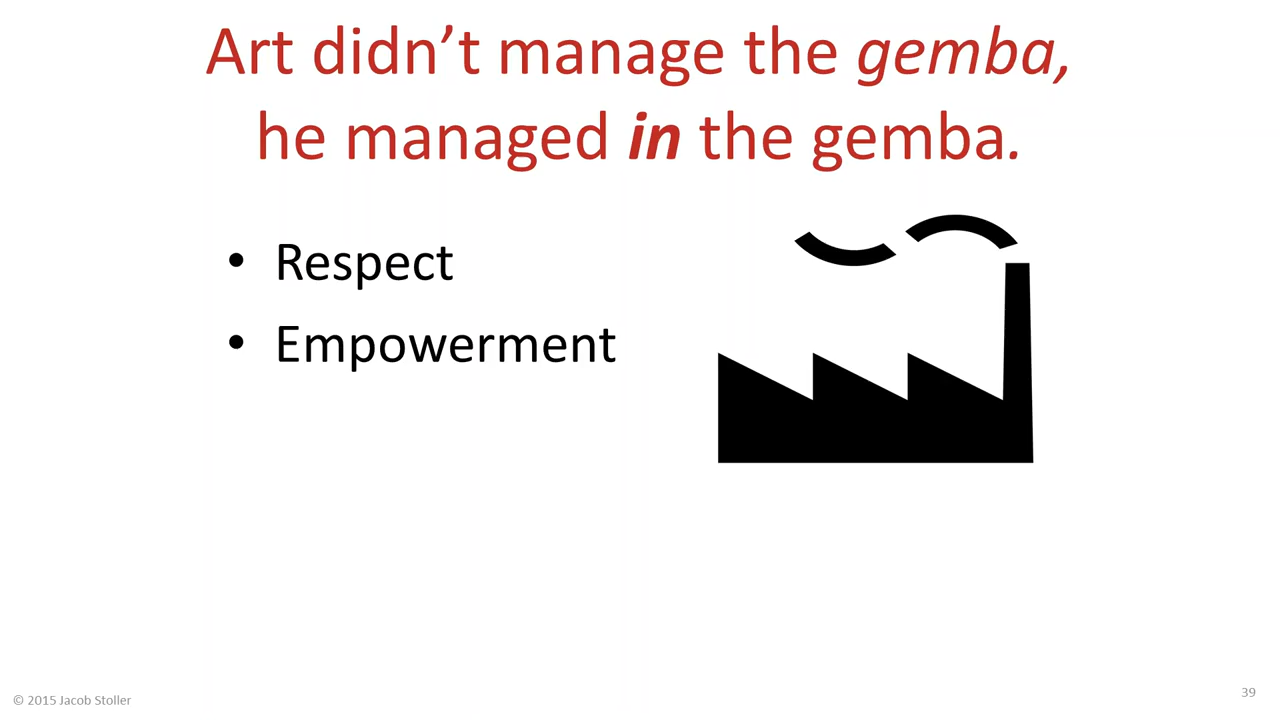 Art didn’t manage the gemba,
he managed in the gemba.
• Respect
• Empowerment
© 2015 Jacob Stoller
39